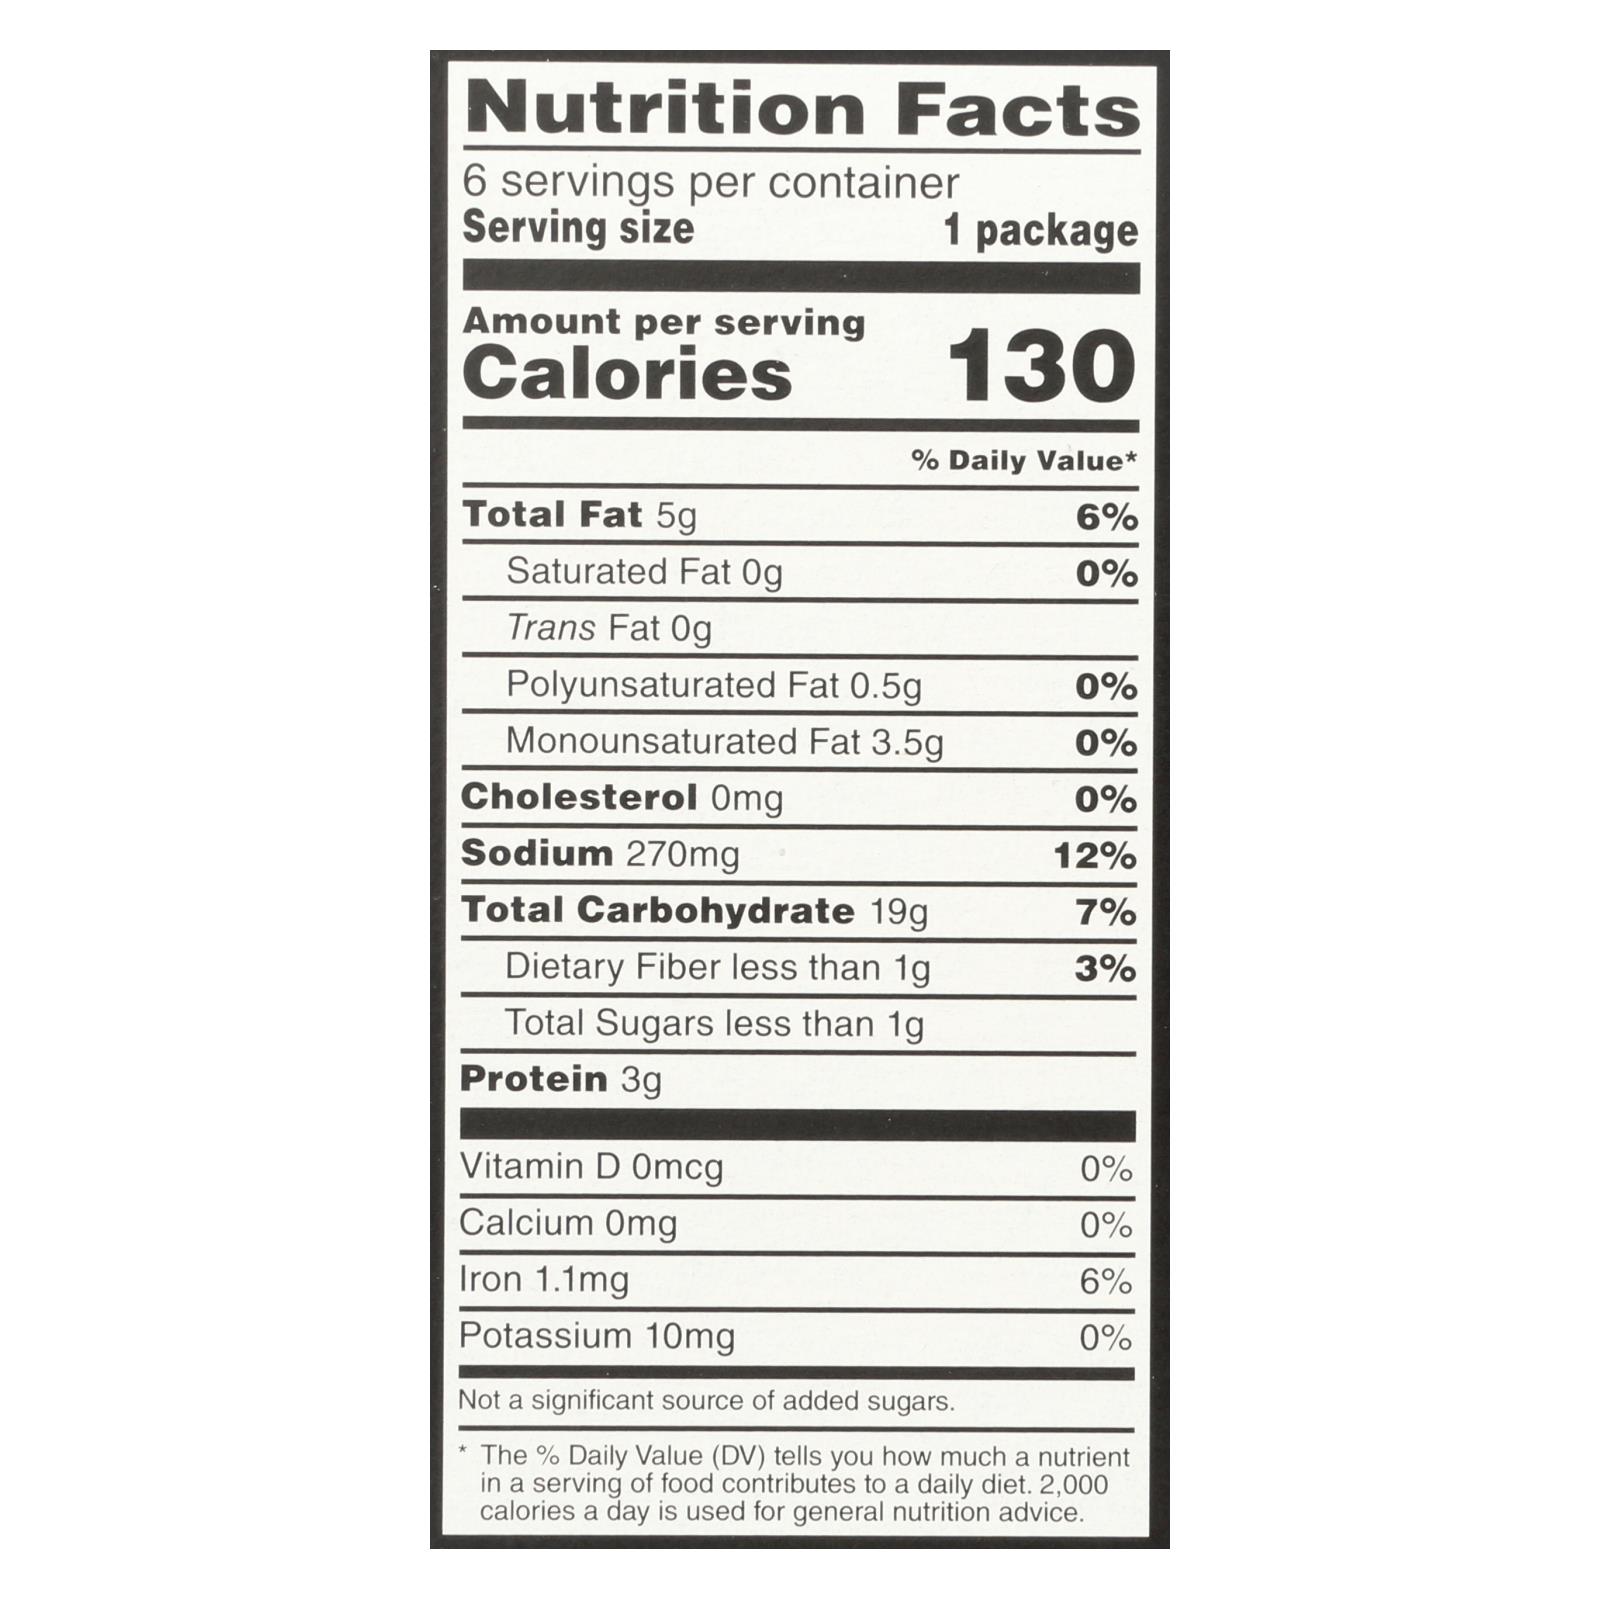 Nutrition Facts
6 servings per container
Serving size 1 package
Amount per serving
Calories 130
% Daily Value*
Total Fat 5g 6%
Saturated Fat 0g 0%
Trans Fat 0g
Polyunsaturated Fat 0.5g 0%
Monounsaturated Fat 3.5g 0%
Cholesterol 0mg 0%
Sodium 270mg 12%
Total Carbohydrate 19g 7%
Dietary Fiber less than 1g 3%
Total Sugars less than 1g
Protein 3g
Vitamin D 0mcg 0%
Calcium 0mg 0%
Iron 1.1mg 6%
Potassium 10mg 0%
Not a significant source of added sugars.
* The % Daily Value (DV) tells you how much a nutrient
in a serving of food contributes to a daily diet. 2,000
calories a day is used for general nutrition advice.